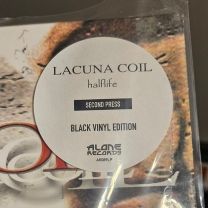 LACUNA COIL
halflife
SECOND PRESS
BLACK VINYL EDITION
ALONE
RECORDS